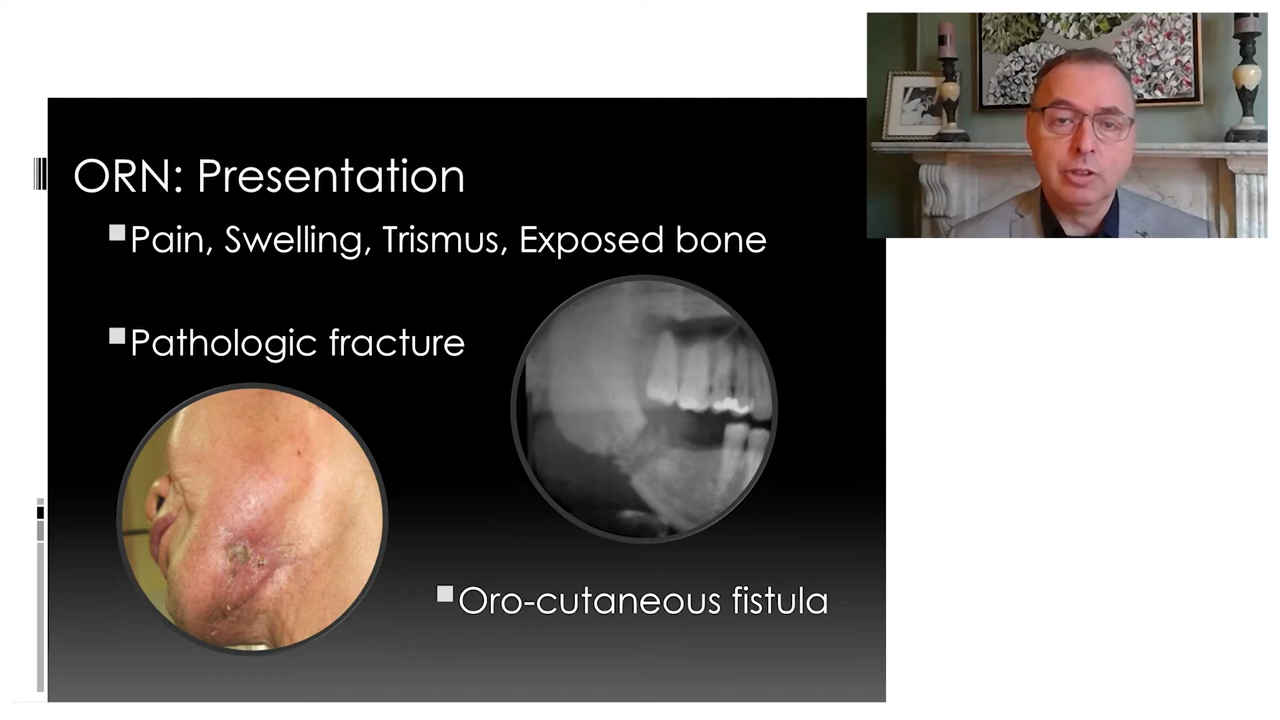 ORN: Presentation
Pain, Swelling, Trismus, Exposed bone
Pathologic fracture
Oro-cutaneous fistula